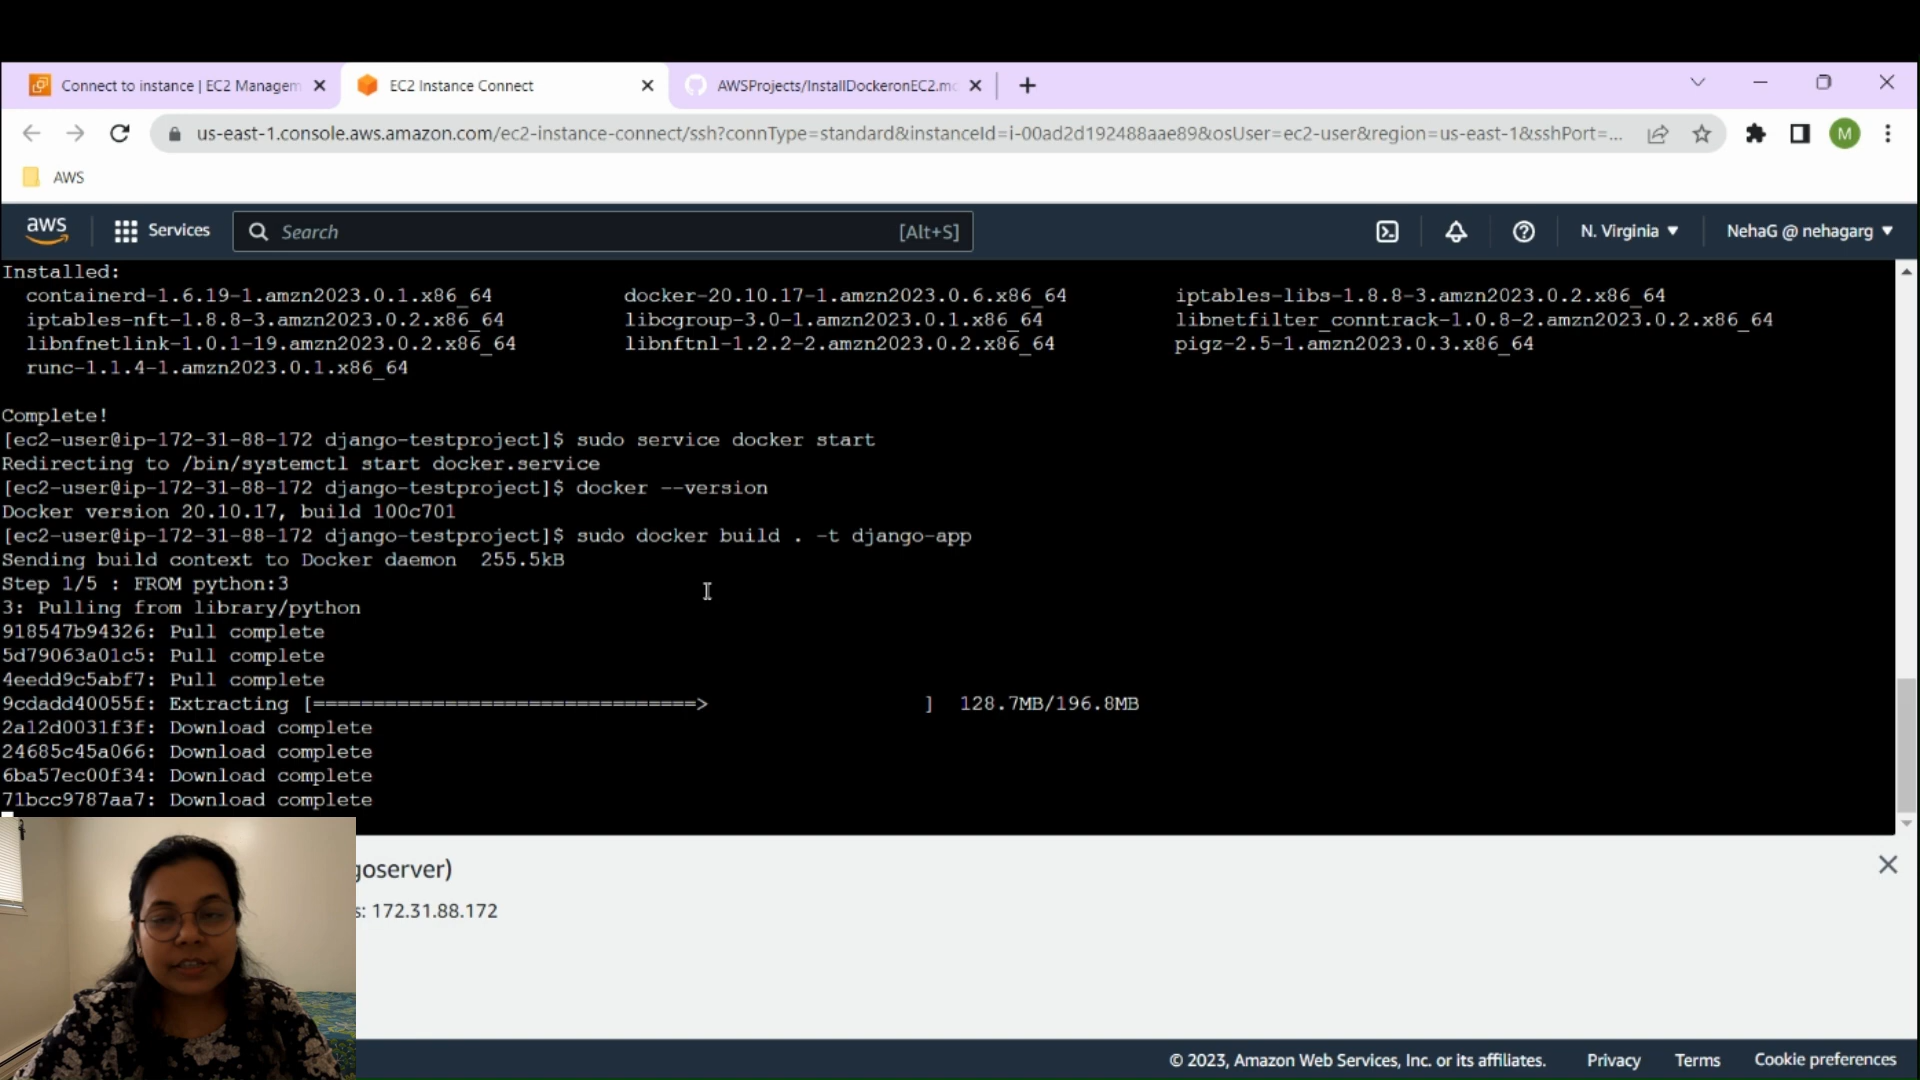 Connect to instance | EC2 Managem
EC2 Instance Connect
AWSProjects/InstallDockeronEC2.mc
us-east-1.console.aws.amazon.com/ec2-instance-connect/ssh?connType=standard&instanceId=i-00ad2d192488aae89&osUser=ec2-user&region=us-east-1&sshPort=...
M
AWS
aws
Services
Search
[Alt+S]
N. Virginia
NehaG @ nehagarg
Installed:
containerd-1.6.19-1.amzn2023.0.1.x86_64 docker-20.10.17-1.amzn2023.0.6.x86_64 iptables-libs-1.8.8-3.amzn2023.0.2.x86_64
iptables-nft-1.8.8-3.amzn2023.0.2.x86_64 libcgroup-3.0-1.amzn2023.0.1.x86_64 libnetfilter_conntrack-1.0.8-2.amzn2023.0.2.x86_64
libnfnetlink-1.0.1-19.amzn2023.0.2.x86_64 libnftnl-1.2.2-2.amzn2023.0.2.x86_64 pigz-2.5-1.amzn2023.0.3.x86_64
runc-1.1.4-1.amzn2023.0.1.x86_64
Complete!
[ec2-user@ip-172-31-88-172 django-testproject]$ sudo service docker start
Redirecting to /bin/systemctl start docker.service
[ec2-user@ip-172-31-88-172 django-testproject]$ docker --version
Docker version 20.10.17, build 100c701
[ec2-user@ip-172-31-88-172 django-testproject]$ sudo docker build . -t django-app
Sending build context to Docker daemon  255.5kB
Step 1/5 : FROM python:3
3: Pulling from library/python
918547b94326: Pull complete
5d79063a01c5: Pull complete
4eedd9c5abf7: Pull complete
9cdadd40055f: Extracting [================================>                  ]  128.7MB/196.8MB
2a12d0031f3f: Download complete
24685c45a066: Download complete
6ba57ec00f34: Download complete
71bcc9787aa7: Download complete
goserver)
s: 172.31.88.172
© 2023, Amazon Web Services, Inc. or its affiliates.
Privacy
Terms
Cookie preferences